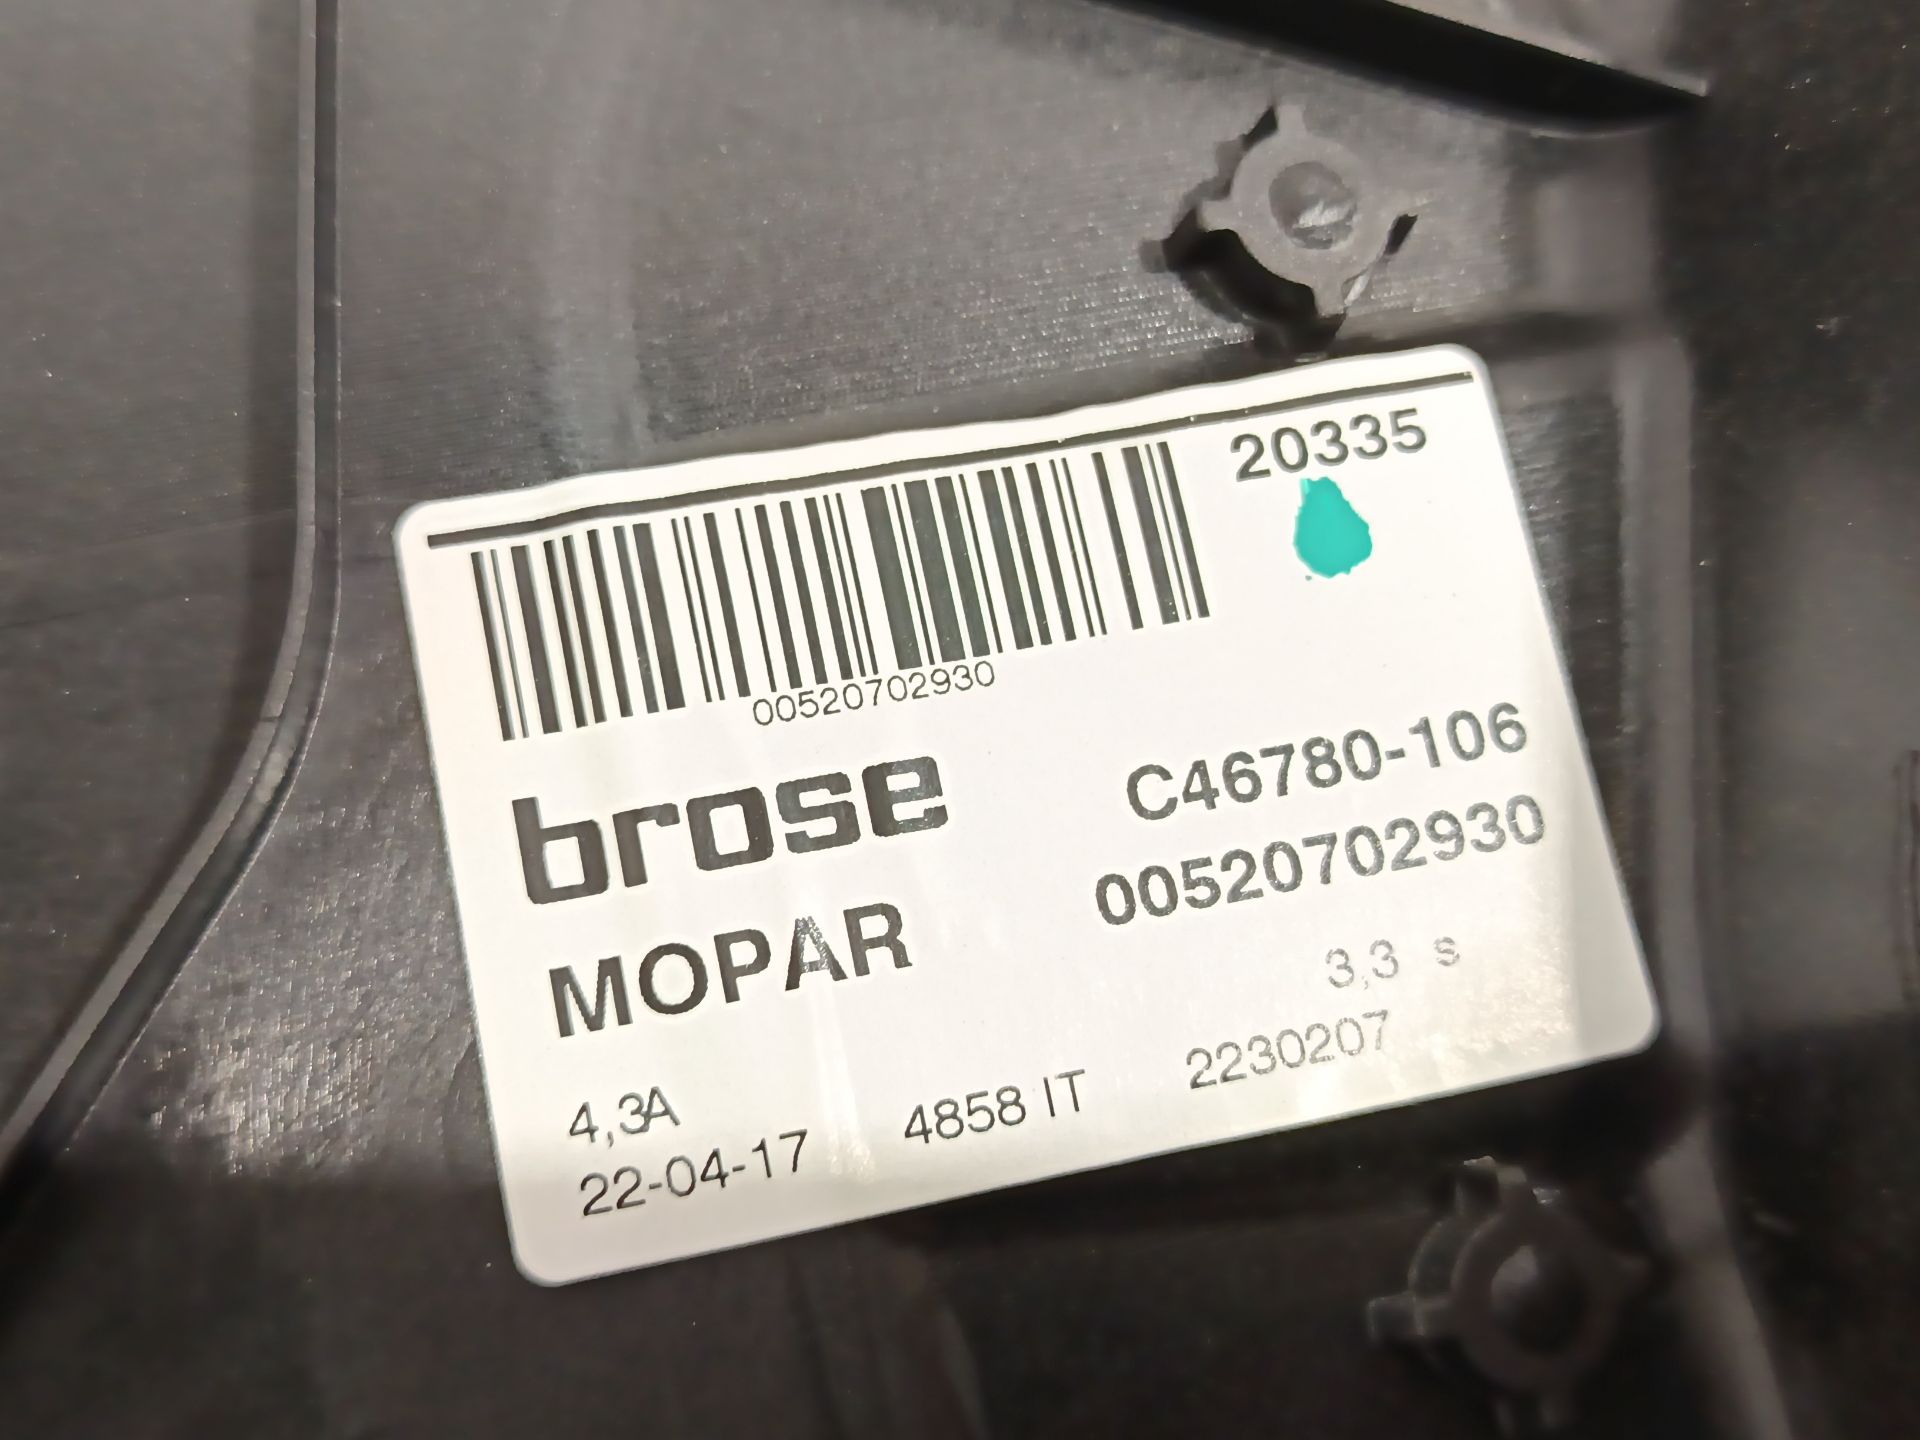 20335
00520702930
brose C46780-106
MOPAR 00520702930
3,3 s
4,3A
22-04-17 4858 IT 2230207